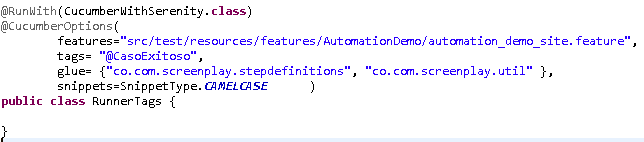 @RunWith(CucumberWithSerenity.class)
@CucumberOptions(
features="src/test/resources/features/AutomationDemo/automation_demo_site.feature",
tags= "@CasoExitoso",
glue= {"co.com.screenplay.stepdefinitions", "co.com.screenplay.util" },
snippets=SnippetType.CAMELCASE )
public class RunnerTags {
}